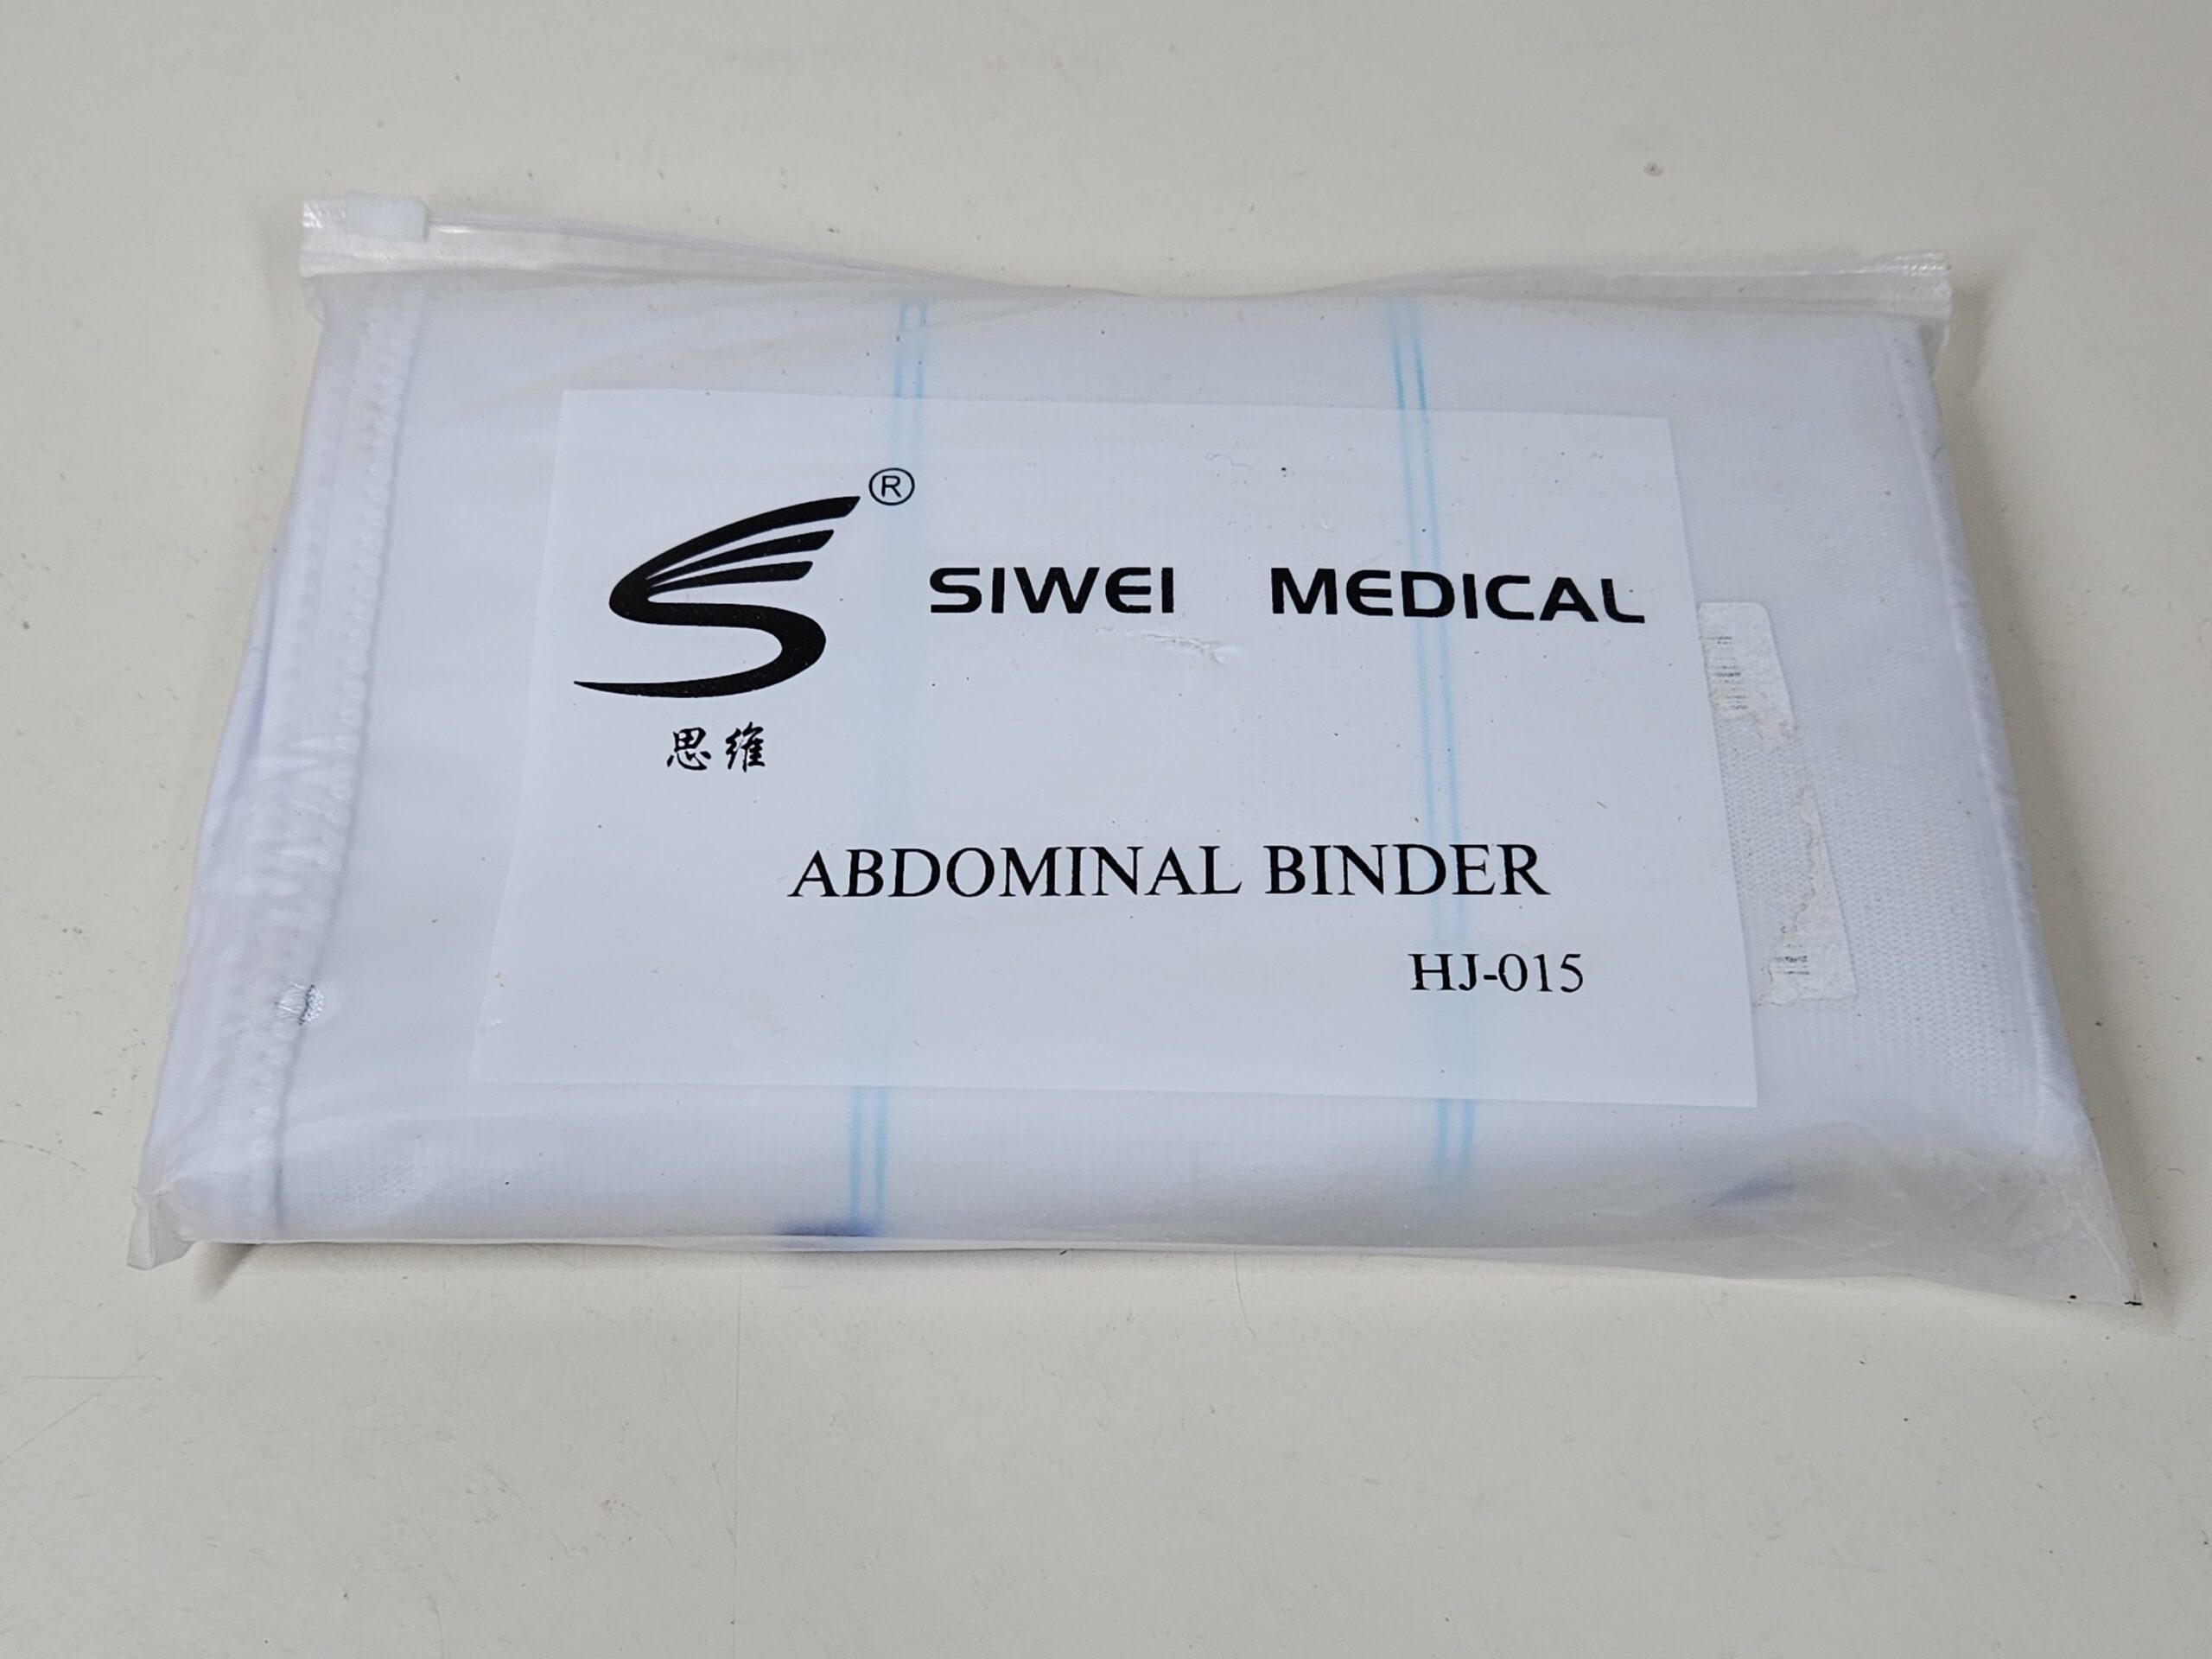 ®
SIWEI MEDICAL
思维
ABDOMINAL BINDER
HJ-015